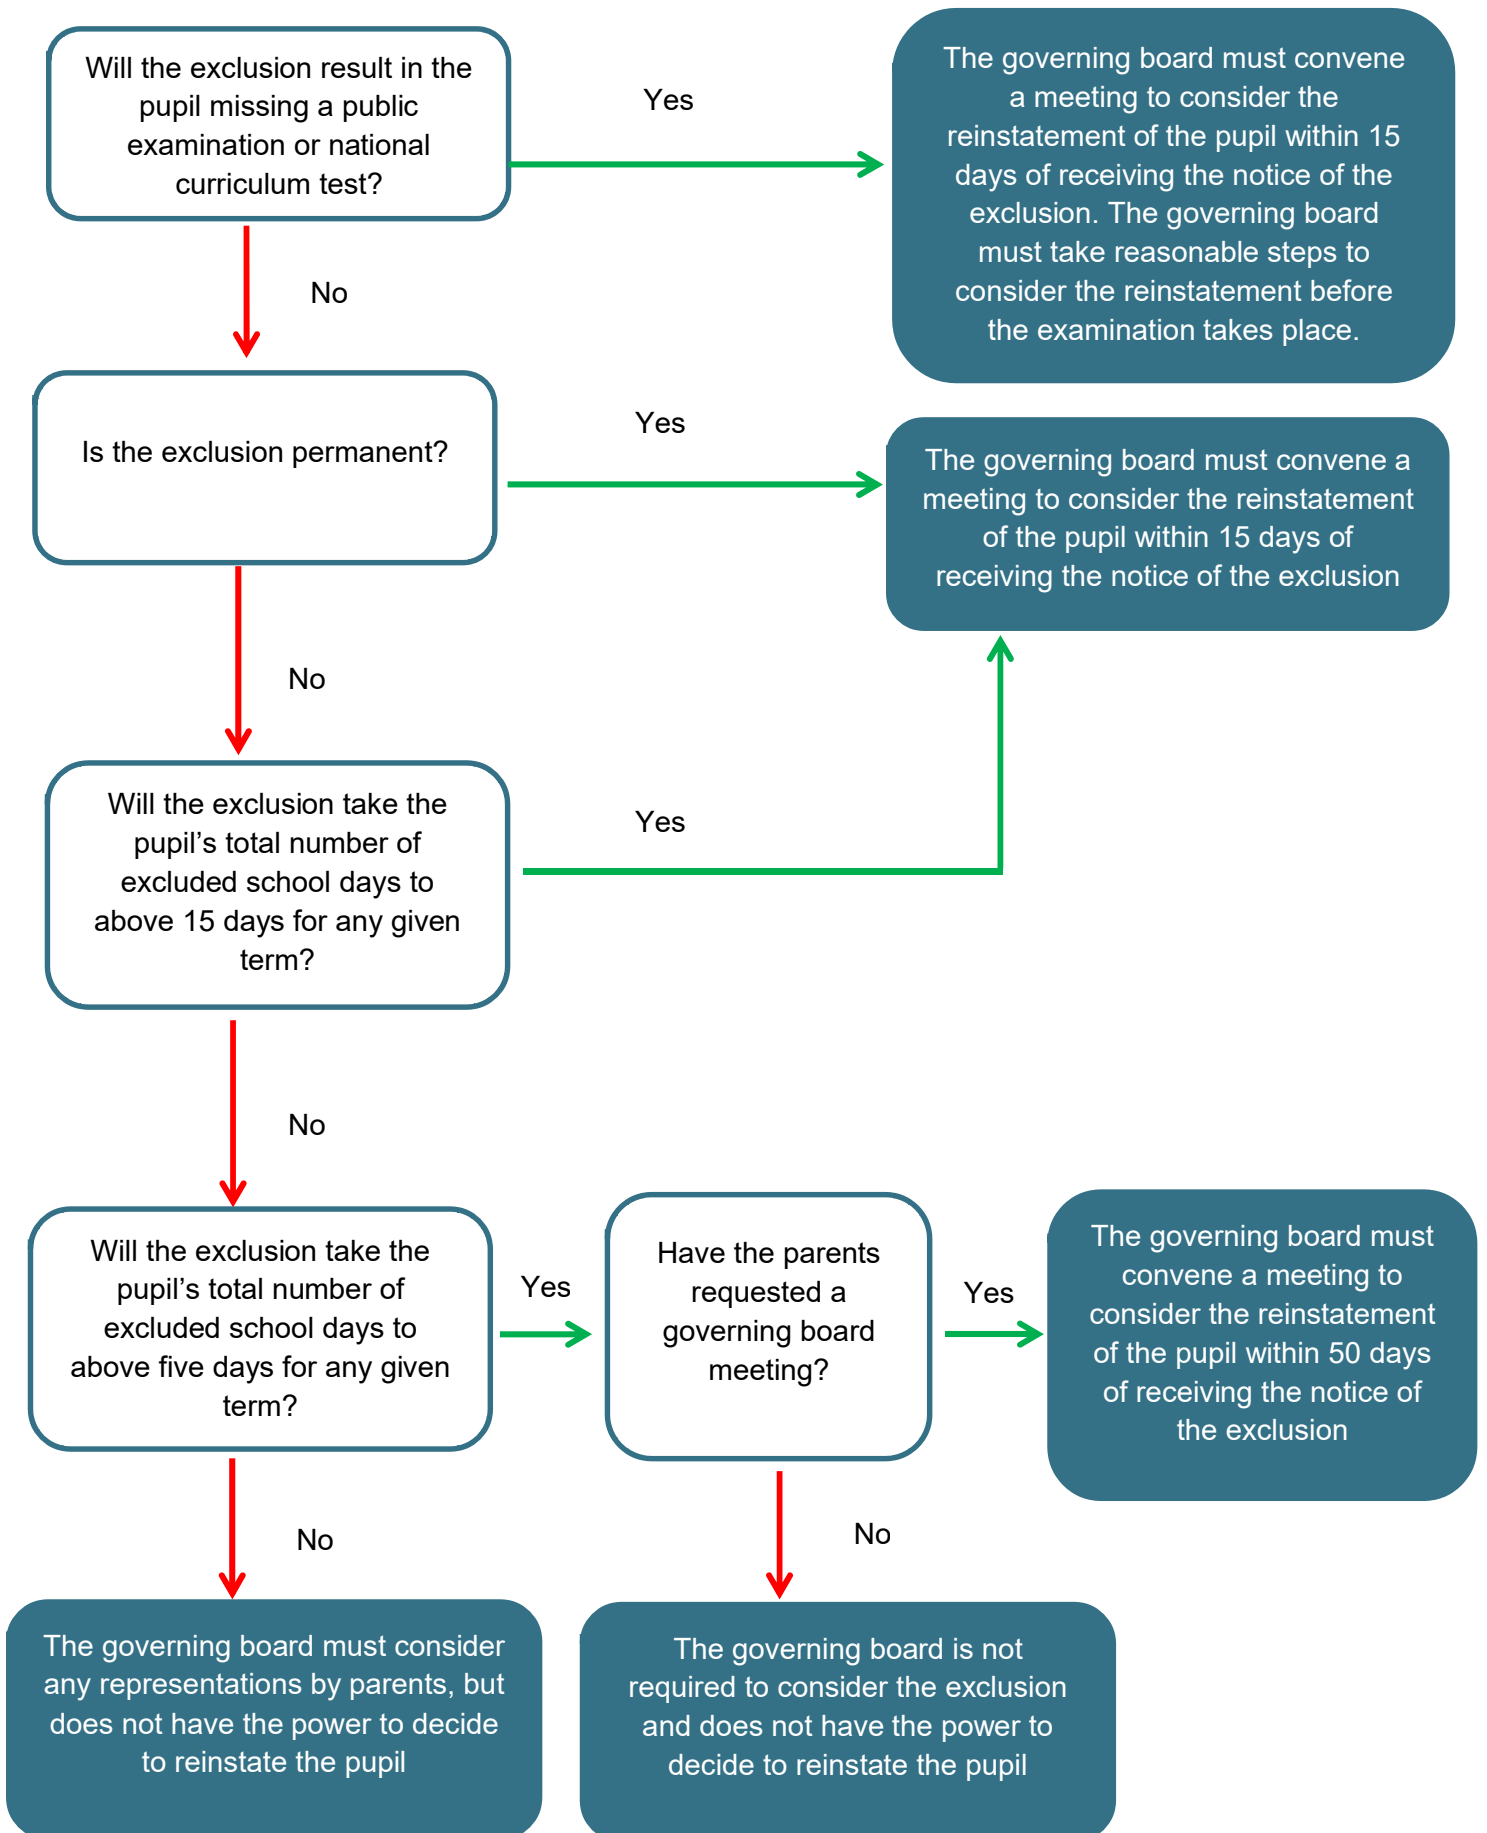 Will the exclusion result in the
pupil missing a public
examination or national
curriculum test?
Yes
The governing board must convene
a meeting to consider the
reinstatement of the pupil within 15
days of receiving the notice of the
exclusion. The governing board
must take reasonable steps to
consider the reinstatement before
the examination takes place.
No
Is the exclusion permanent?
Yes
The governing board must convene a
meeting to consider the reinstatement
of the pupil within 15 days of
receiving the notice of the exclusion
No
Will the exclusion take the
pupil’s total number of
excluded school days to
above 15 days for any given
term?
Yes
No
Will the exclusion take the
pupil’s total number of
excluded school days to
above five days for any given
term?
Yes
Have the parents
requested a
governing board
meeting?
Yes
The governing board must
convene a meeting to
consider the reinstatement
of the pupil within 50 days
of receiving the notice of
the exclusion
No
No
The governing board must consider
any representations by parents, but
does not have the power to decide
to reinstate the pupil
The governing board is not
required to consider the exclusion
and does not have the power to
decide to reinstate the pupil